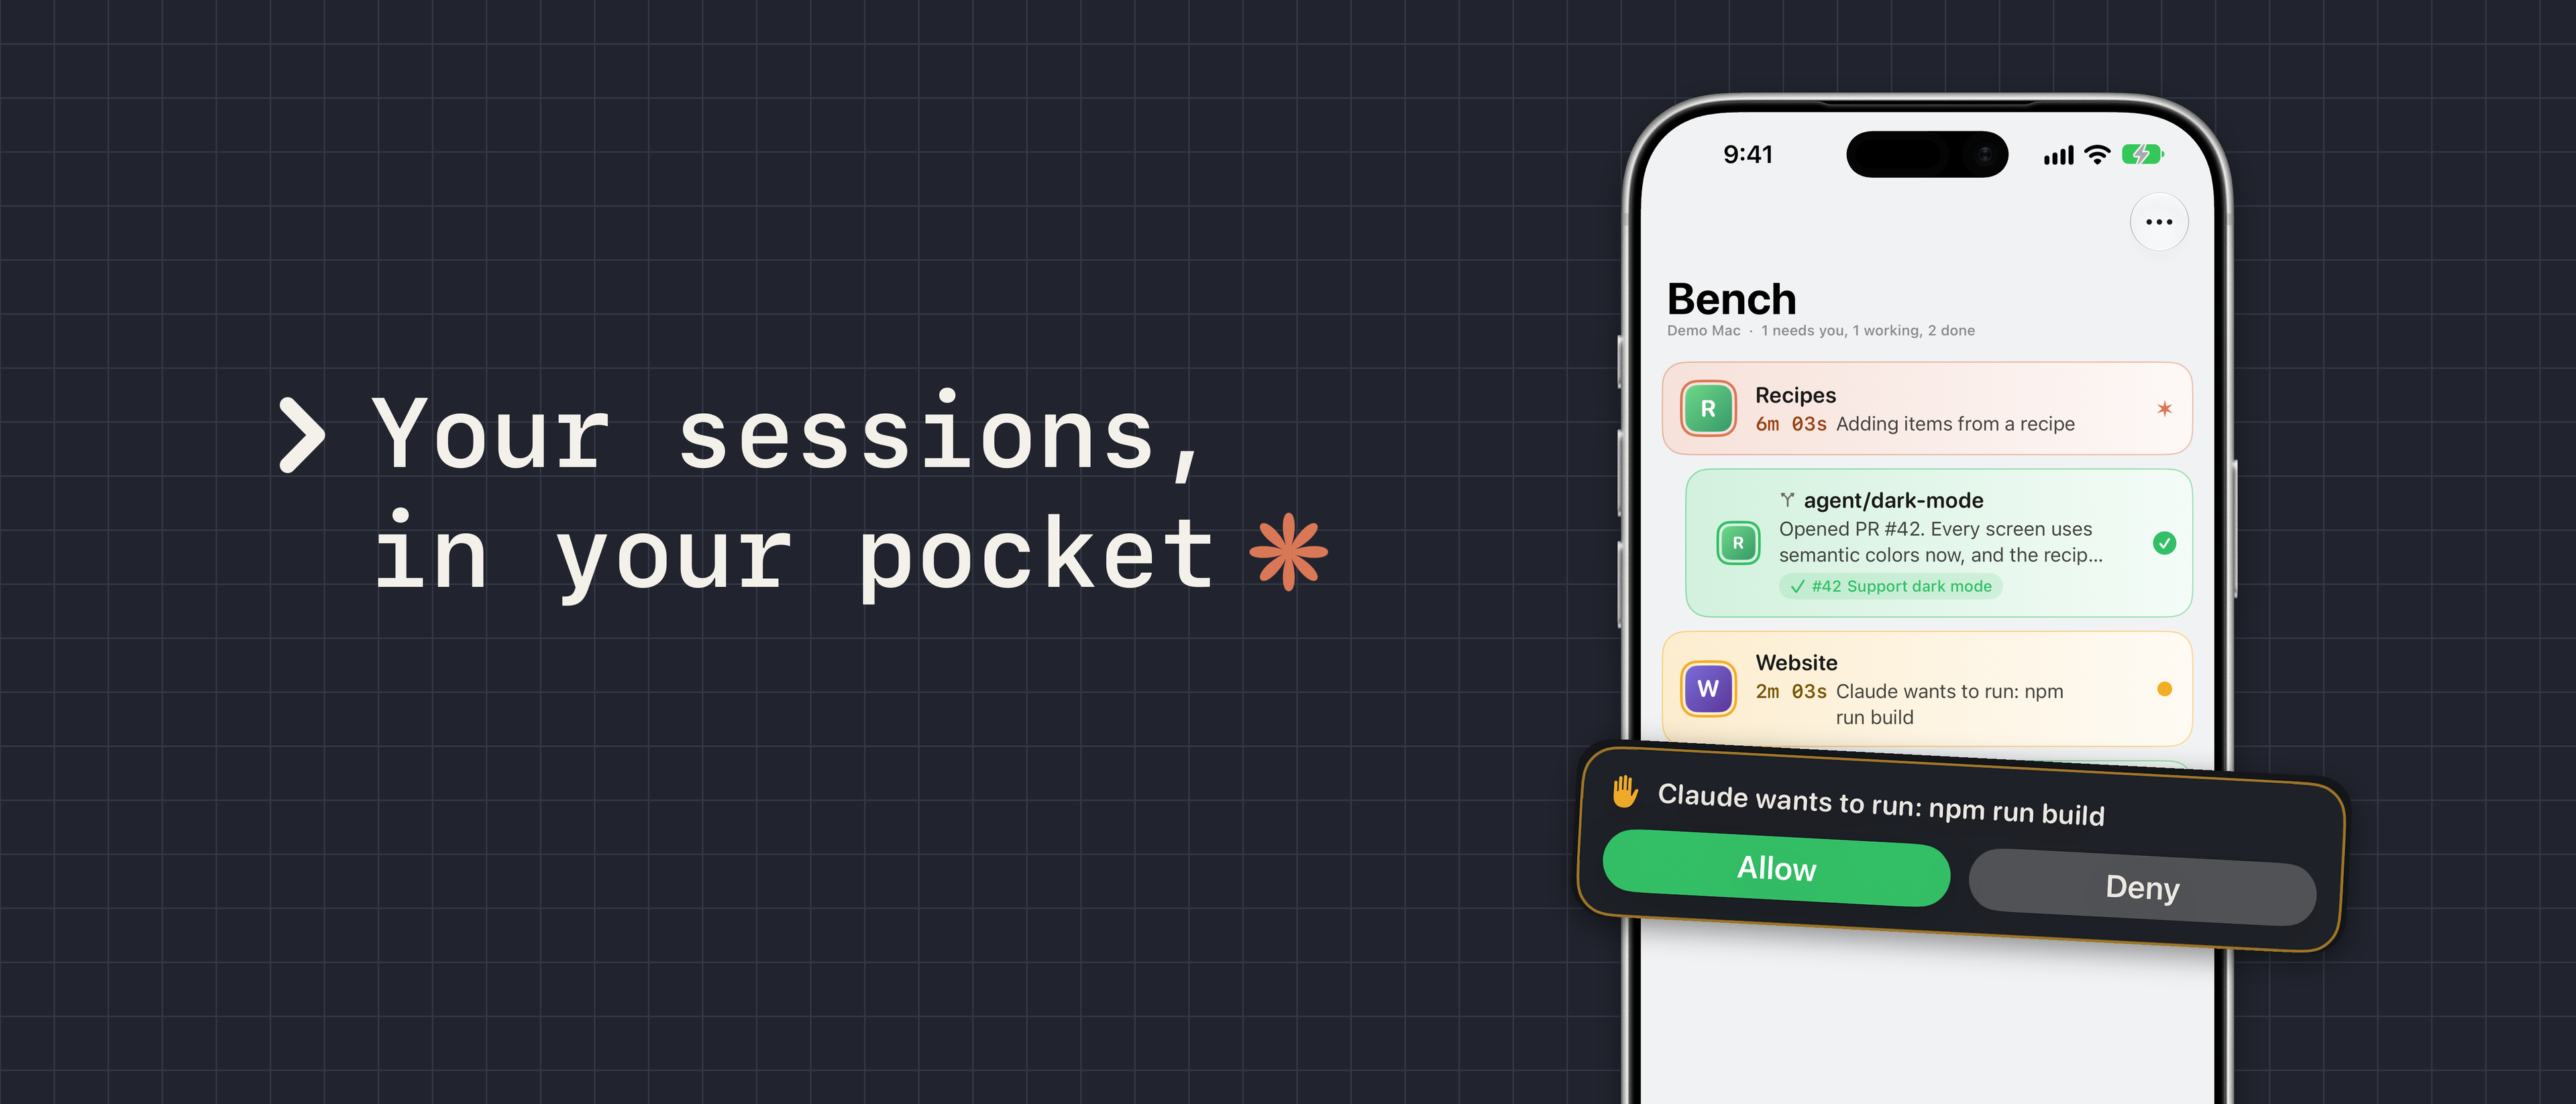 Your sessions,
in your pocket
9:41
Bench
Demo Mac · 1 needs you, 1 working, 2 done
R
Recipes
6m 03s Adding items from a recipe
R
agent/dark-mode
Opened PR #42. Every screen uses
semantic colors now, and the recip...
✓ #42 Support dark mode
W
Website
2m 03s Claude wants to run: npm
run build
Claude wants to run: npm run build
Allow
Deny